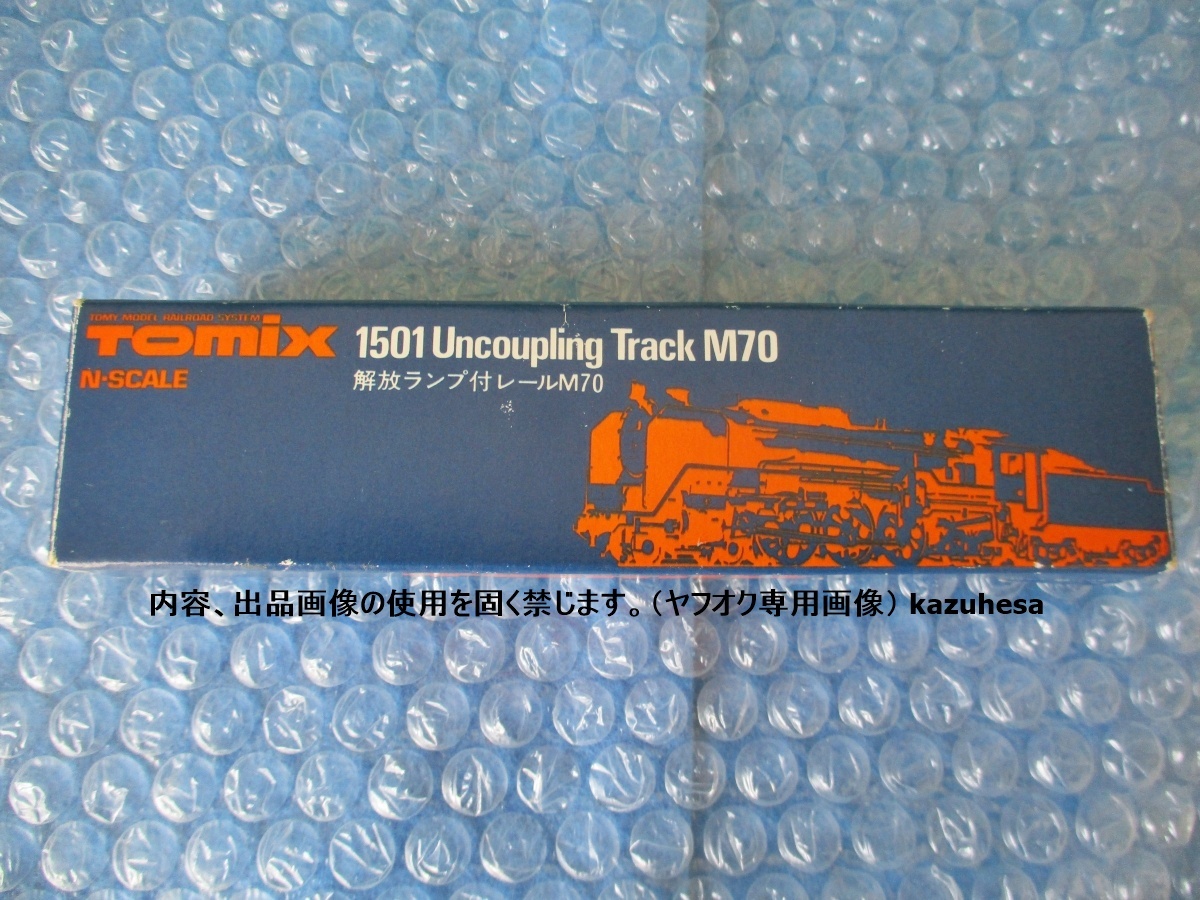 TOMY MODEL RAILROAD SYSTEM
TOMIX
N-SCALE
1501 Uncoupling Track M70
解放ランプ付レールM70
内容、出品画像の使用を固く禁じます。（ヤフオク専用画像） kazuhesa